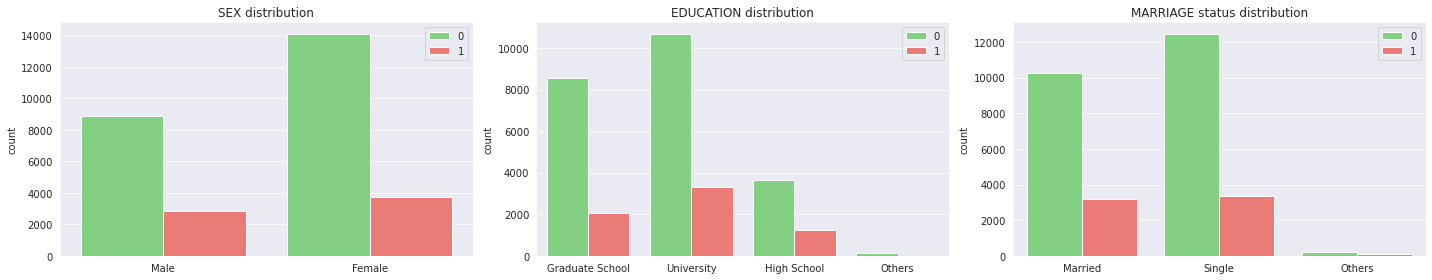 SEX distribution
count
14000
12000
10000
8000
6000
4000
2000
0
Male
Female
0
1
EDUCATION distribution
count
10000
8000
6000
4000
2000
0
Graduate School
University
High School
Others
0
1
MARRIAGE status distribution
count
12000
10000
8000
6000
4000
2000
0
Married
Single
Others
0
1